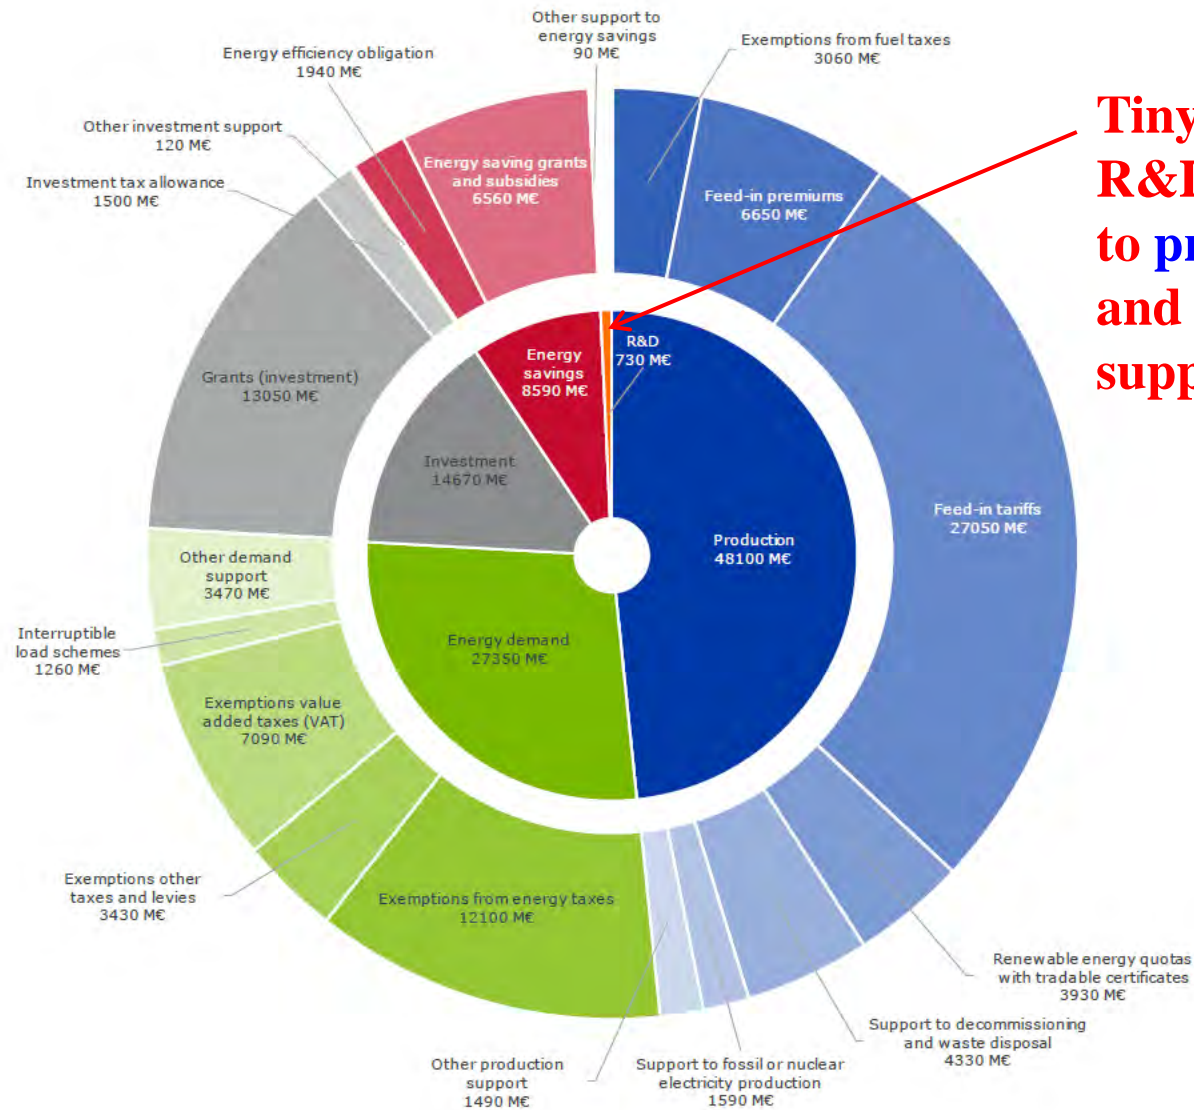 Other support to
energy savings
90 M€
Exemptions from fuel taxes
3060 M€
Energy efficiency obligation
1940 M€
Other investment support
120 M€
Investment tax allowance
1500 M€
Energy saving grants
and subsidies
6560 M€
Feed-in premiums
6650 M€
Tiny
to
and
R&D
730 M€
Energy
savings
8590 M€
Grants (investment)
13050 M€
Investment
14670 M€
Feed-in tariffs
27050 M€
Production
48100 M€
Other demand
support
3470 M€
Interruptible
load schemes
1260 M€
Energy demand
27350 M€
Exemptions value
added taxes (VAT)
7090 M€
Exemptions other
taxes and levies
3430 M€
Exemptions from energy taxes
12100 M€
Renewable energy quotas
with tradable certificates
3930 M€
Support to decommissioning
and waste disposal
4330 M€
Other production
support
1490 M€
Support to fossil or nuclear
electricity production
1590 M€